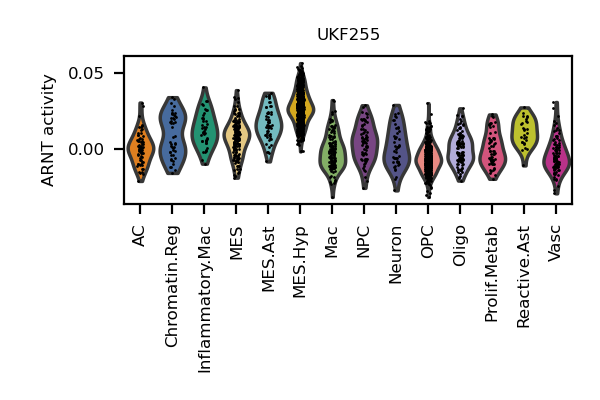 UKF255
ARNT activity
0.05
0.00
AC
Chromatin.Reg
Inflammatory.Mac
MES
MES.Ast
MES.Hyp
Mac
NPC
Neuron
OPC
Oligo
Prolif.Metab
Reactive.Ast
Vasc